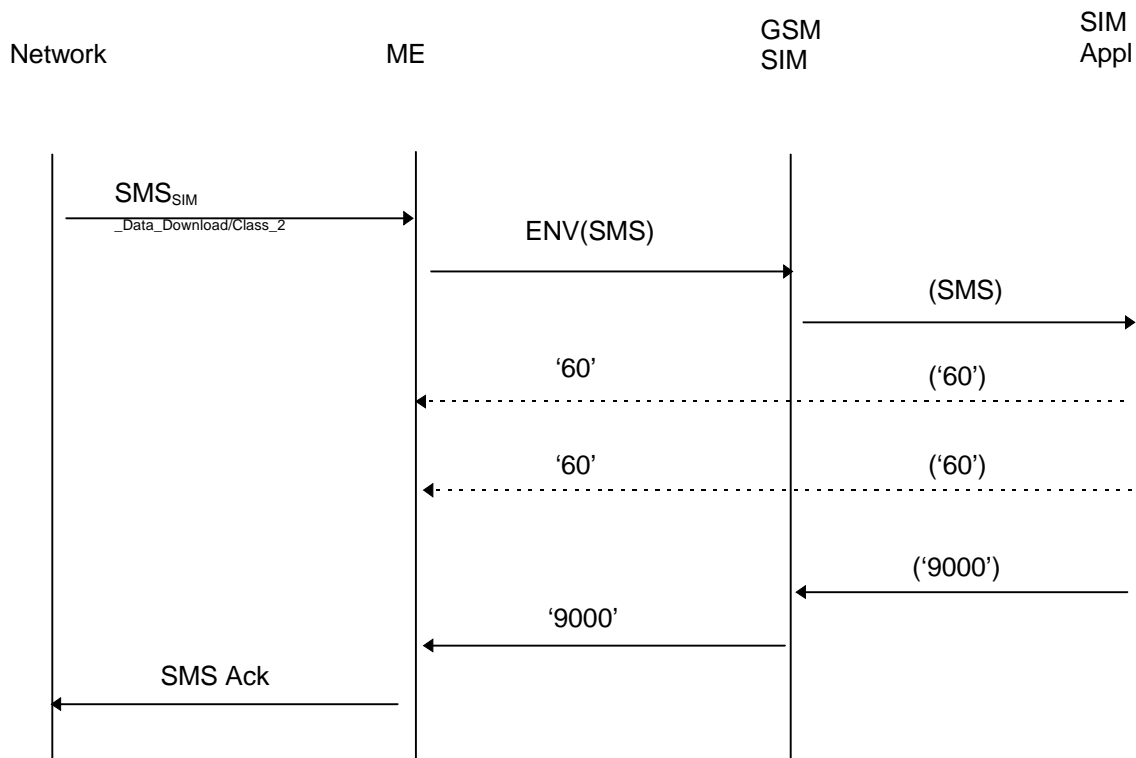 Network
ME
GSM
SIM
SIM
Appl
SMSSIM
_Data_Download/Class_2
ENV(SMS)
(SMS)
‘60’
(‘60’)
‘60’
(‘60’)
(‘9000’)
‘9000’
SMS Ack